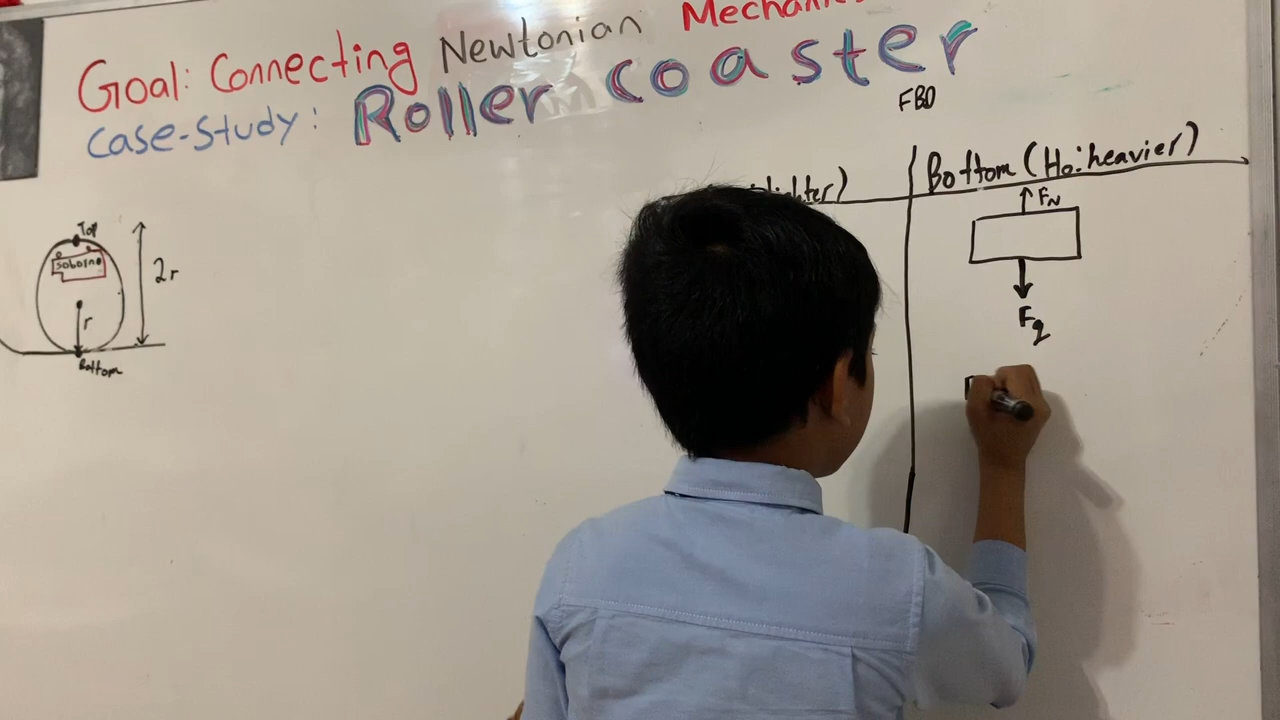 Goal: Connecting Newtonian
Case-Study: Roller coaster
FBD
Bottom (Ho: heavier)
FN
Fg
Top
2r
r
Bottom